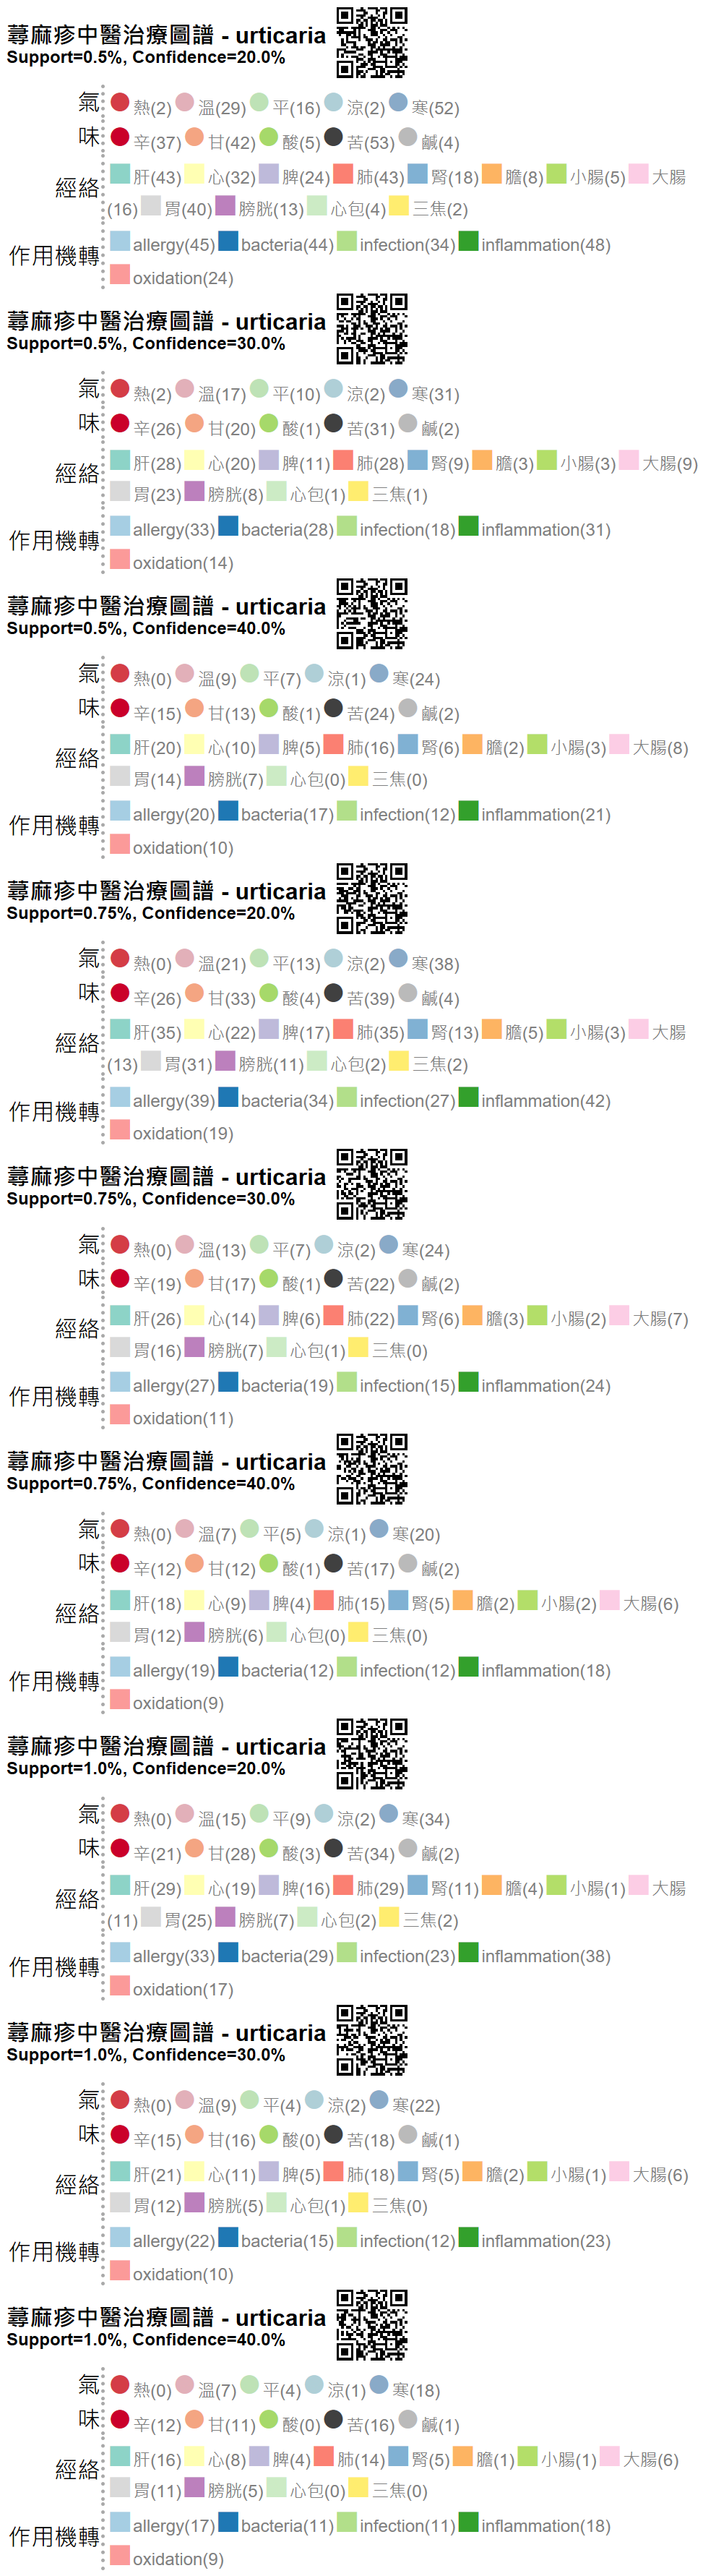 蕁麻疹中醫治療圖譜 - urticaria
Support=0.5%, Confidence=20.0%
氣 熱(2) 溫(29) 平(16) 涼(2) 寒(52)
味 辛(37) 甘(42) 酸(5) 苦(53) 鹹(4)
經絡 肝(43) 心(32) 脾(24) 肺(43) 腎(18) 膽(8) 小腸(5) 大腸
(16) 胃(40) 膀胱(13) 心包(4) 三焦(2)
作用機轉 allergy(45) bacteria(44) infection(34) inflammation(48)
oxidation(24)
蕁麻疹中醫治療圖譜 - urticaria
Support=0.5%, Confidence=30.0%
氣 熱(2) 溫(17) 平(10) 涼(2) 寒(31)
味 辛(26) 甘(20) 酸(1) 苦(31) 鹹(2)
經絡 肝(28) 心(20) 脾(11) 肺(28) 腎(9) 膽(3) 小腸(3) 大腸(9)
胃(23) 膀胱(8) 心包(1) 三焦(1)
作用機轉 allergy(33) bacteria(28) infection(18) inflammation(31)
oxidation(14)
蕁麻疹中醫治療圖譜 - urticaria
Support=0.5%, Confidence=40.0%
氣 熱(0) 溫(9) 平(7) 涼(1) 寒(24)
味 辛(15) 甘(13) 酸(1) 苦(24) 鹹(2)
經絡 肝(20) 心(10) 脾(5) 肺(16) 腎(6) 膽(2) 小腸(3) 大腸(8)
胃(14) 膀胱(7) 心包(0) 三焦(0)
作用機轉 allergy(20) bacteria(17) infection(12) inflammation(21)
oxidation(10)
蕁麻疹中醫治療圖譜 - urticaria
Support=0.75%, Confidence=20.0%
氣 熱(0) 溫(21) 平(13) 涼(2) 寒(38)
味 辛(26) 甘(33) 酸(4) 苦(39) 鹹(4)
經絡 肝(35) 心(22) 脾(17) 肺(35) 腎(13) 膽(5) 小腸(3) 大腸
(13) 胃(31) 膀胱(11) 心包(2) 三焦(2)
作用機轉 allergy(39) bacteria(34) infection(27) inflammation(42)
oxidation(19)
蕁麻疹中醫治療圖譜 - urticaria
Support=0.75%, Confidence=30.0%
氣 熱(0) 溫(13) 平(7) 涼(2) 寒(24)
味 辛(19) 甘(17) 酸(1) 苦(22) 鹹(2)
經絡 肝(26) 心(14) 脾(6) 肺(22) 腎(6) 膽(3) 小腸(2) 大腸(7)
胃(16) 膀胱(7) 心包(1) 三焦(0)
作用機轉 allergy(27) bacteria(19) infection(15) inflammation(24)
oxidation(11)
蕁麻疹中醫治療圖譜 - urticaria
Support=0.75%, Confidence=40.0%
氣 熱(0) 溫(7) 平(5) 涼(1) 寒(20)
味 辛(12) 甘(12) 酸(1) 苦(17) 鹹(2)
經絡 肝(18) 心(9) 脾(4) 肺(15) 腎(5) 膽(2) 小腸(2) 大腸(6)
胃(12) 膀胱(6) 心包(0) 三焦(0)
作用機轉 allergy(19) bacteria(12) infection(12) inflammation(18)
oxidation(9)
蕁麻疹中醫治療圖譜 - urticaria
Support=1.0%, Confidence=20.0%
氣 熱(0) 溫(15) 平(9) 涼(2) 寒(34)
味 辛(21) 甘(28) 酸(3) 苦(34) 鹹(2)
經絡 肝(29) 心(19) 脾(16) 肺(29) 腎(11) 膽(4) 小腸(1) 大腸
(11) 胃(25) 膀胱(7) 心包(2) 三焦(2)
作用機轉 allergy(33) bacteria(29) infection(23) inflammation(38)
oxidation(17)
蕁麻疹中醫治療圖譜 - urticaria
Support=1.0%, Confidence=30.0%
氣 熱(0) 溫(9) 平(4) 涼(2) 寒(22)
味 辛(15) 甘(16) 酸(0) 苦(18) 鹹(1)
經絡 肝(21) 心(11) 脾(5) 肺(18) 腎(5) 膽(2) 小腸(1) 大腸(6)
胃(12) 膀胱(5) 心包(1) 三焦(0)
作用機轉 allergy(22) bacteria(15) infection(12) inflammation(23)
oxidation(10)
蕁麻疹中醫治療圖譜 - urticaria
Support=1.0%, Confidence=40.0%
氣 熱(0) 溫(7) 平(4) 涼(1) 寒(18)
味 辛(12) 甘(11) 酸(0) 苦(16) 鹹(1)
經絡 肝(16) 心(8) 脾(4) 肺(14) 腎(5) 膽(1) 小腸(1) 大腸(6)
胃(11) 膀胱(5) 心包(0) 三焦(0)
作用機轉 allergy(17) bacteria(11) infection(11) inflammation(18)
oxidation(9)